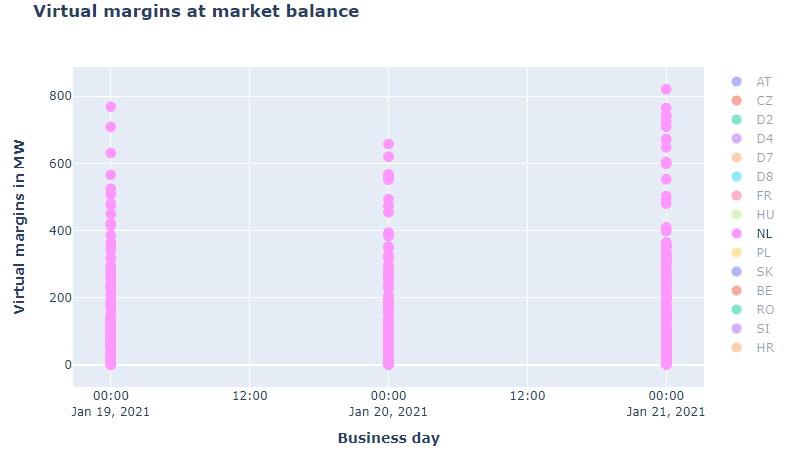 Virtual margins at market balance
Virtual margins in MW
800
600
400
200
0
00:00
Jan 19, 2021
12:00
00:00
Jan 20, 2021
12:00
00:00
Jan 21, 2021
Business day
AT
CZ
D2
D4
D7
D8
FR
HU
NL
PL
SK
BE
RO
SI
HR